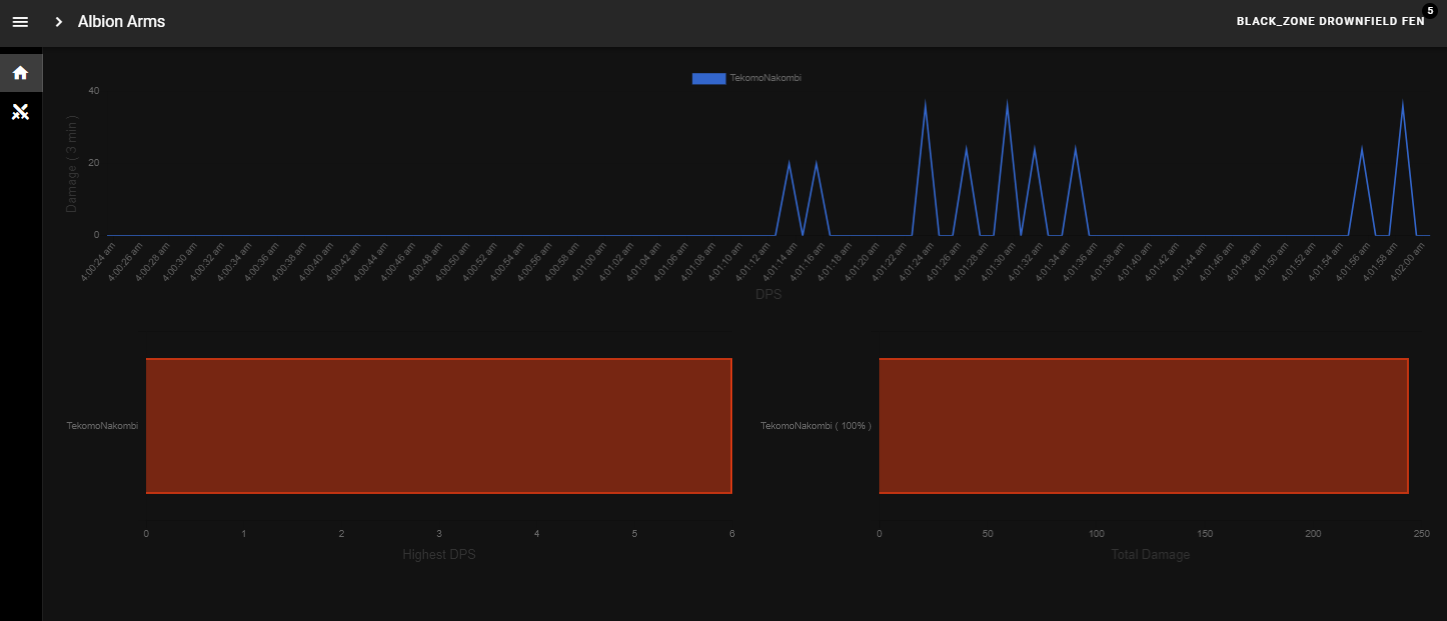 Albion Arms
BLACK_ZONE DROWNFIELD FEN 5
TekomoNakombi
Damage ( 3 min )
40
20
0
4:00:24 am
4:00:26 am
4:00:28 am
4:00:30 am
4:00:32 am
4:00:34 am
4:00:36 am
4:00:38 am
4:00:40 am
4:00:42 am
4:00:44 am
4:00:46 am
4:00:48 am
4:00:50 am
4:00:52 am
4:00:54 am
4:00:56 am
4:00:58 am
4:01:00 am
4:01:02 am
4:01:04 am
4:01:06 am
4:01:08 am
4:01:10 am
4:01:12 am
4:01:14 am
4:01:16 am
4:01:18 am
4:01:20 am
4:01:22 am
4:01:24 am
4:01:26 am
4:01:28 am
4:01:30 am
4:01:32 am
4:01:34 am
4:01:36 am
4:01:38 am
4:01:40 am
4:01:42 am
4:01:44 am
4:01:46 am
4:01:48 am
4:01:50 am
4:01:52 am
4:01:54 am
4:01:56 am
4:01:58 am
4:02:00 am
DPS
TekomoNakombi
0 1 2 3 4 5 6
Highest DPS
TekomoNakombi ( 100% )
0 50 100 150 200 250
Total Damage